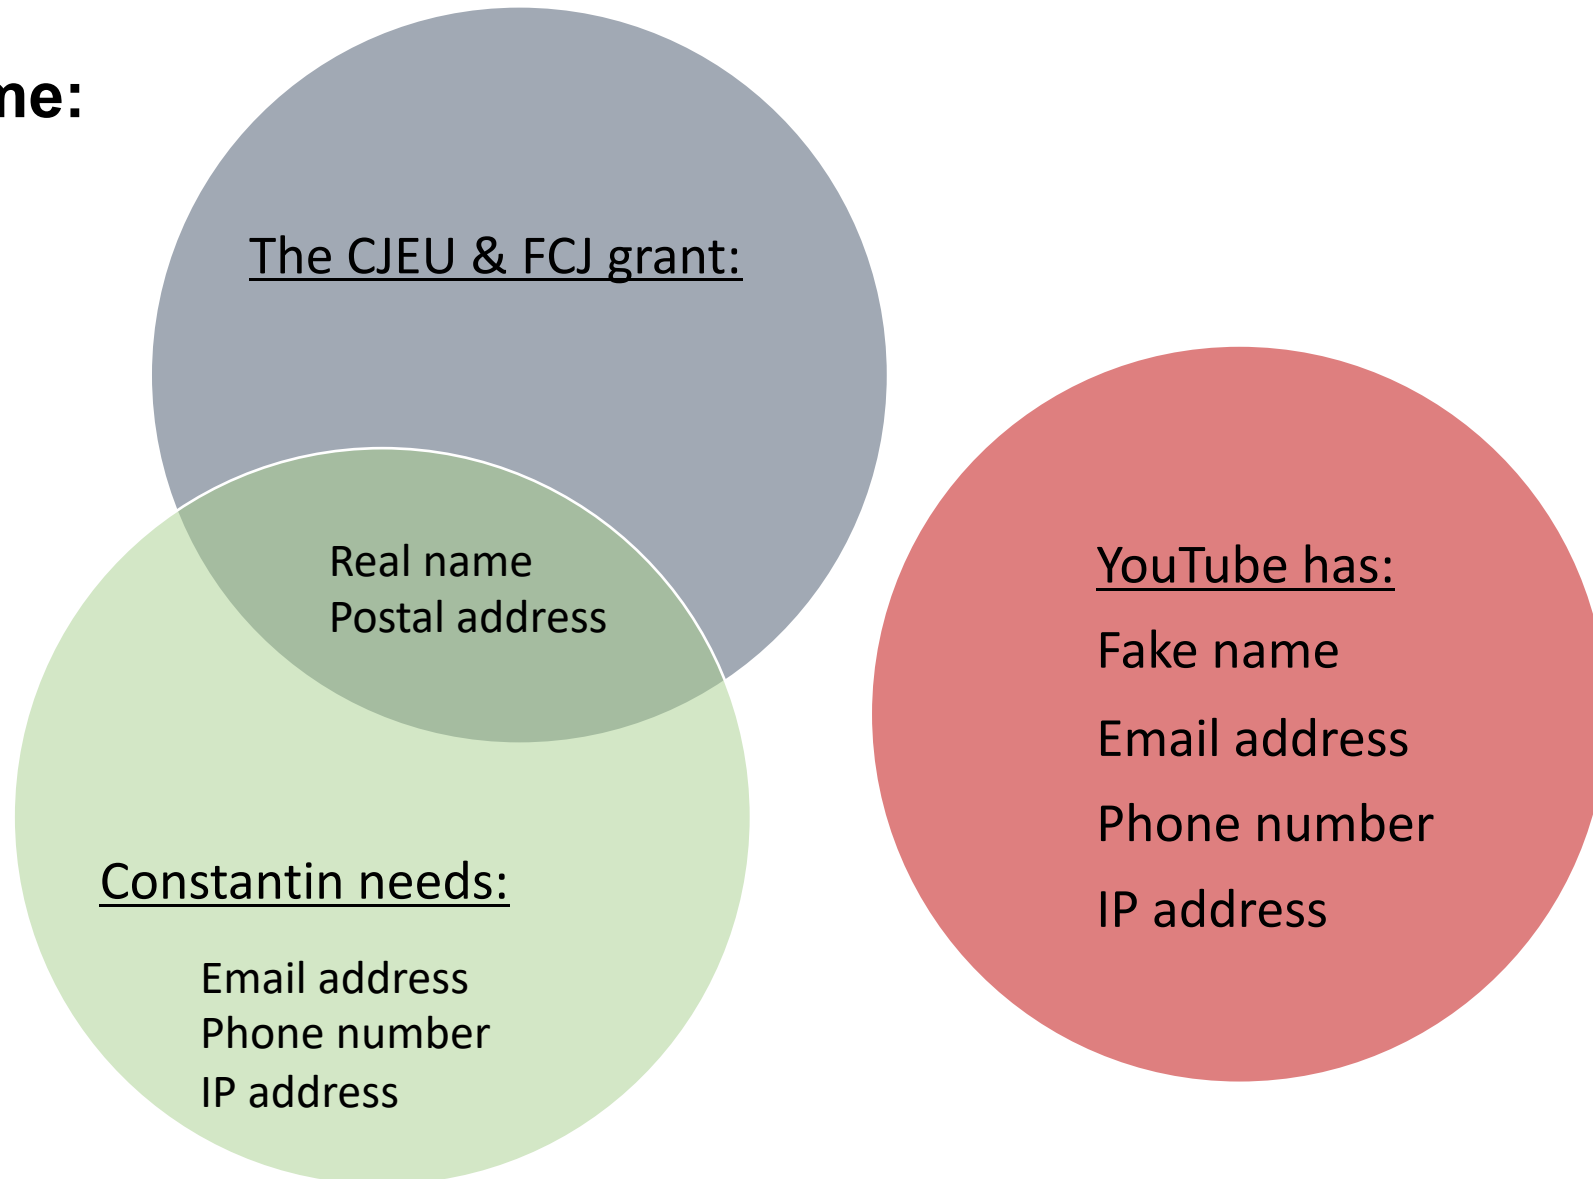 me:
The CJEU & FCJ grant:
Real name
Postal address
Constantin needs:
Email address
Phone number
IP address
YouTube has:
Fake name
Email address
Phone number
IP address